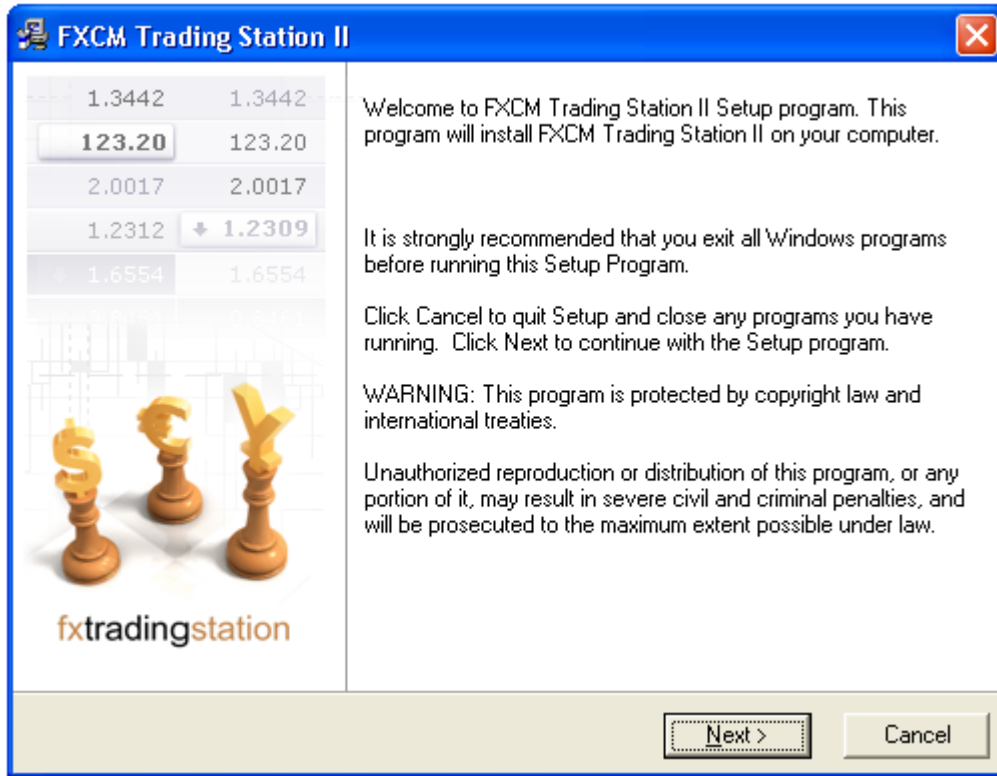 FXCM Trading Station II
1.3442 1.3442
123.20 123.20
2.0017 2.0017
1.2312 1.2309
1.6554 1.6554
Welcome to FXCM Trading Station II Setup program. This
program will install FXCM Trading Station II on your computer.
It is strongly recommended that you exit all Windows programs
before running this Setup Program.
Click Cancel to quit Setup and close any programs you have
running. Click Next to continue with the Setup program.
WARNING: This program is protected by copyright law and
international treaties.
Unauthorized reproduction or distribution of this program, or any
portion of it, may result in severe civil and criminal penalties, and
will be prosecuted to the maximum extent possible under law.
$ € ¥
fxtradingstation
Next >
Cancel